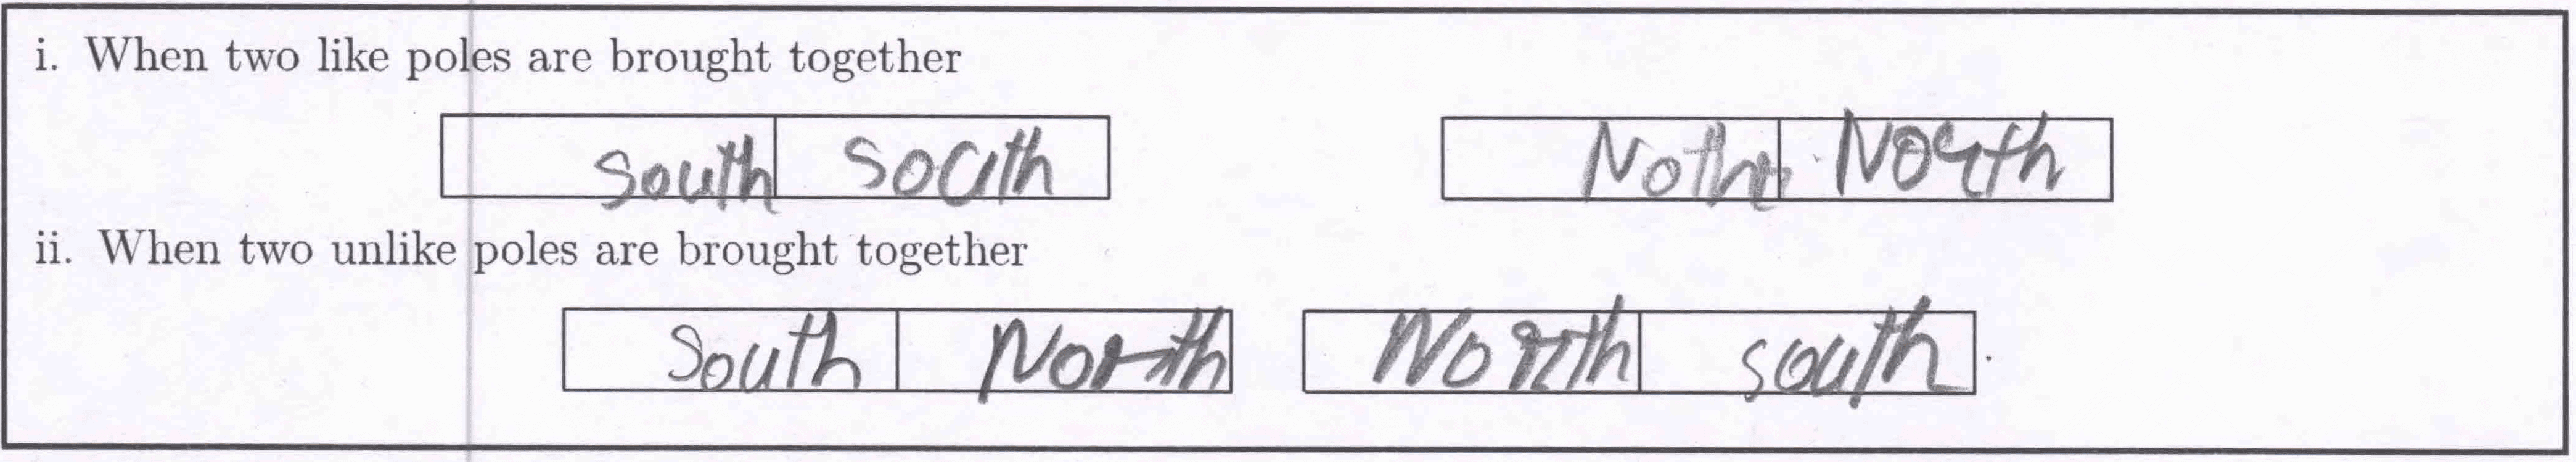 i. When two like poles are brought together
South South Noth North
ii. When two unlike poles are brought together
South North North South